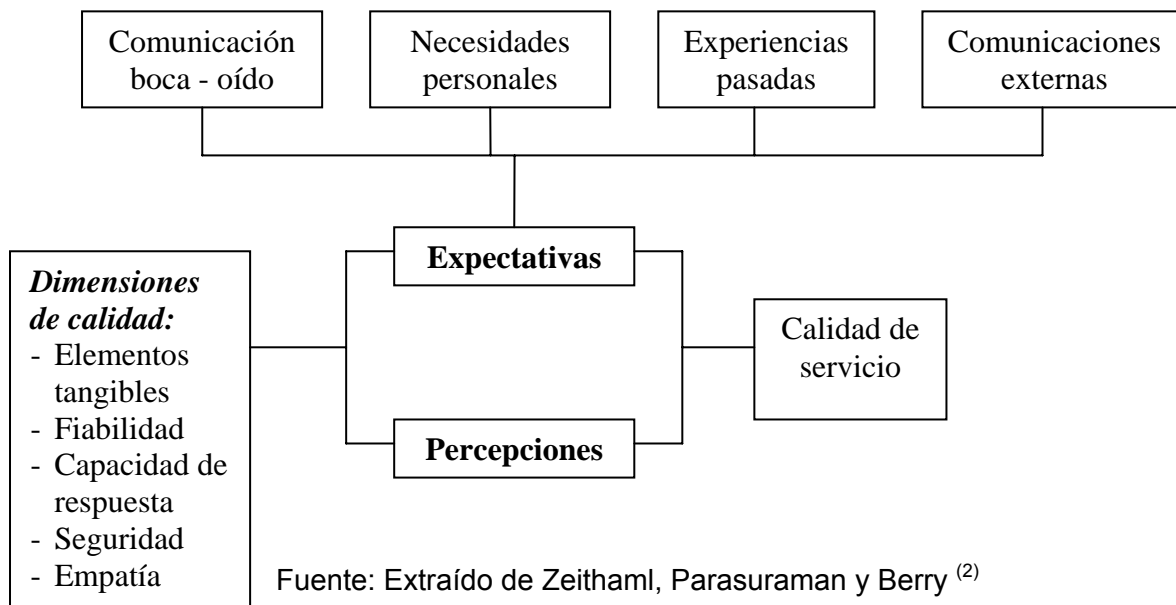 Comunicación
boca - oído
Necesidades
personales
Experiencias
pasadas
Comunicaciones
externas
Expectativas
Dimensiones
de calidad:
- Elementos
tangibles
- Fiabilidad
- Capacidad de
respuesta
- Seguridad
- Empatía
Calidad de
servicio
Percepciones
Fuente: Extraído de Zeithaml, Parasuraman y Berry (2)